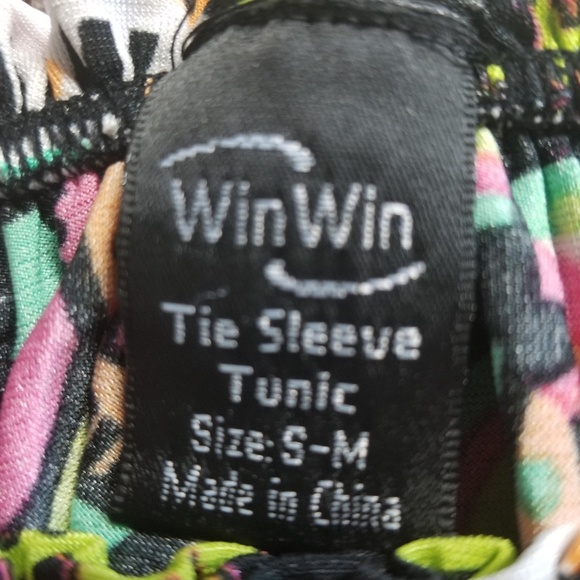 WinWin
Tie Sleeve
Tunic
Size: S-M
Made in China